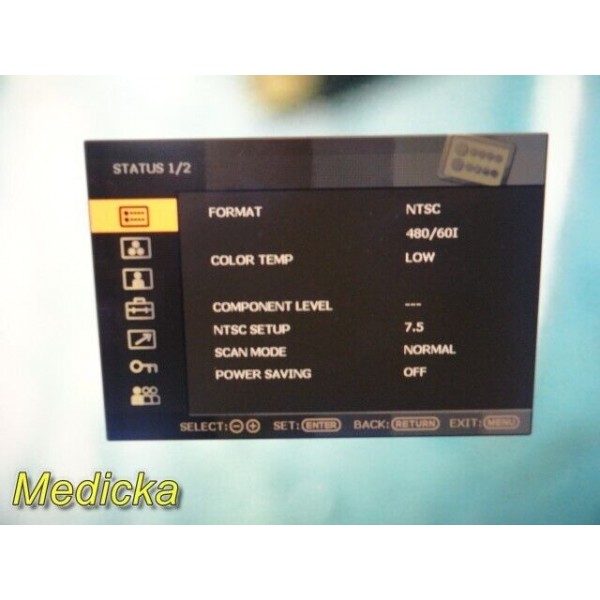 STATUS 1/2
FORMAT NTSC
480/60I
COLOR TEMP LOW
COMPONENT LEVEL ---
NTSC SETUP 7.5
SCAN MODE NORMAL
POWER SAVING OFF
SELECT: SET: ENTER BACK: RETURN EXIT: MENU
Medicka